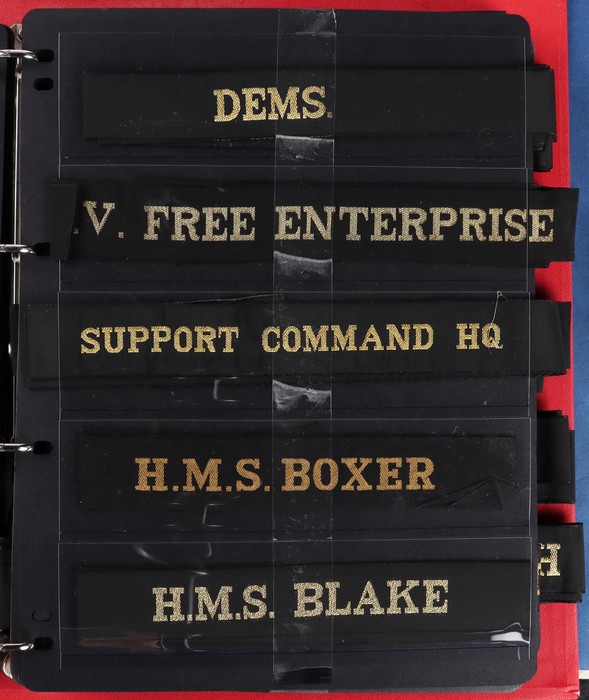 DEMS.
.V. FREE ENTERPRISE
SUPPORT COMMAND HQ
H.M.S. BOXER
H
H.M.S. BLAKE